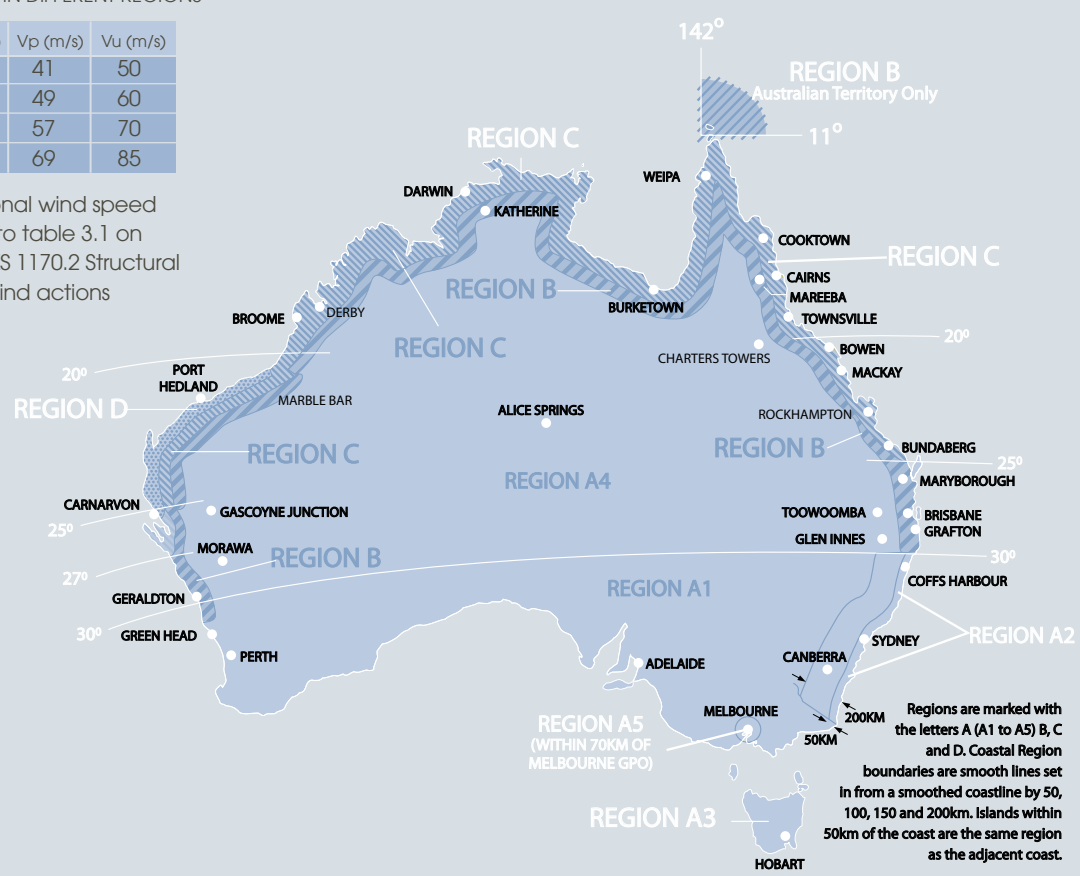 IN DIFFERENT REGIONS
Vp (m/s) Vu (m/s)
41 50
49 60
57 70
69 85
onal wind speed
to table 3.1 on
S 1170.2 Structural
ind actions
142°
REGION B
Australian Territory Only
11°
REGION C
WEIPA
DARWIN
KATHERINE
COOKTOWN
REGION C
CAIRNS
REGION B
MAREEBA
BURKETOWN
DERBY
BROOME
TOWNSVILLE
20°
REGION C
BOWEN
CHARTERS TOWERS
MACKAY
20°
PORT
HEDLAND
MARBLE BAR
REGION D
ALICE SPRINGS
ROCKHAMPTON
REGION B
BUNDABERG
REGION C
25°
REGION A4
MARYBOROUGH
CARNARVON
GASCOYNE JUNCTION
TOOWOOMBA
BRISBANE
25°
GRAFTON
GLEN INNES
MORAWA
REGION B
30°
27°
COFFS HARBOUR
REGION A1
GERALDTON
30°
GREEN HEAD
REGION A2
SYDNEY
PERTH
CANBERRA
ADELAIDE
MELBOURNE
200KM
50KM
REGION A5
(WITHIN 70KM OF
MELBOURNE GPO)
Regions are marked with
the letters A (A1 to A5) B, C
and D. Coastal Region
boundaries are smooth lines set
in from a smoothed coastline by 50,
100, 150 and 200km. Islands within
50km of the coast are the same region
as the adjacent coast.
REGION A3
HOBART